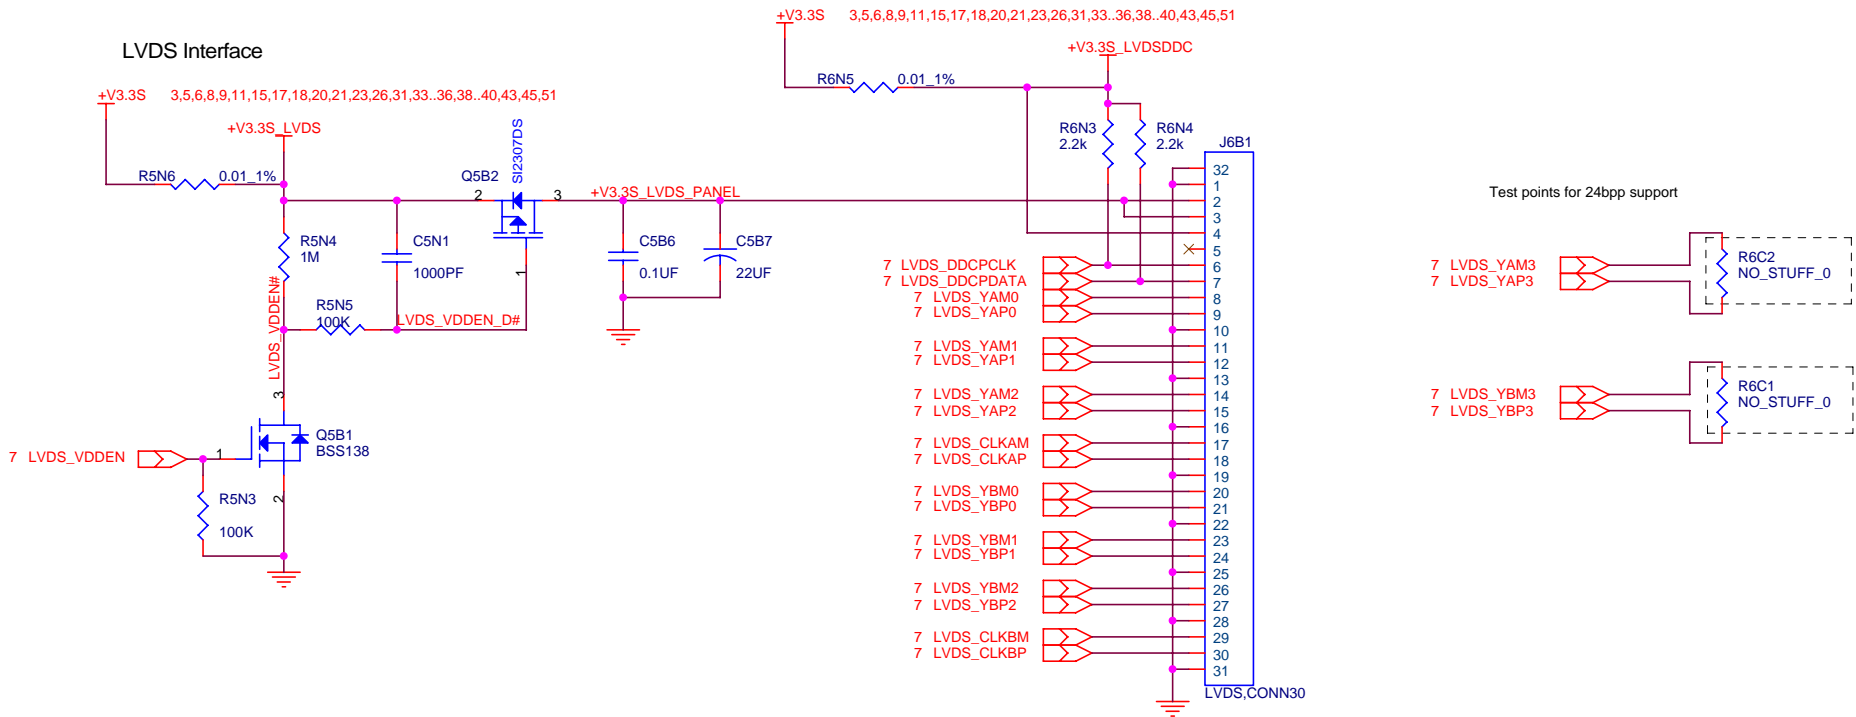 LVDS Interface
+V3.3S 3,5,6,8,9,11,15,17,18,20,21,23,26,31,33..36,38..40,43,45,51
+V3.3S_LVDS
R5N6 0.01_1%
R5N4
1M
C5N1
1000PF
R5N5
100K
LVDS_VDDEN#
LVDS_VDDEN_D#
Q5B2
SI2307DS
2
3
1
+V3.3S_LVDS_PANEL
C5B6
0.1UF
C5B7
22UF
3
Q5B1
BSS138
7 LVDS_VDDEN
1
2
R5N3
100K
+V3.3S 3,5,6,8,9,11,15,17,18,20,21,23,26,31,33..36,38..40,43,45,51
+V3.3S_LVDSDDC
R6N5 0.01_1%
R6N3
2.2k
R6N4
2.2k
J6B1
32
1
2
3
4
5
7 LVDS_DDCPCLK 6
7 LVDS_DDCPDATA 7
7 LVDS_YAM0 8
7 LVDS_YAP0 9
10
7 LVDS_YAM1 11
7 LVDS_YAP1 12
13
7 LVDS_YAM2 14
7 LVDS_YAP2 15
16
7 LVDS_CLKAM 17
7 LVDS_CLKAP 18
19
7 LVDS_YBM0 20
7 LVDS_YBP0 21
22
7 LVDS_YBM1 23
7 LVDS_YBP1 24
25
7 LVDS_YBM2 26
7 LVDS_YBP2 27
28
7 LVDS_CLKBM 29
7 LVDS_CLKBP 30
31
LVDS,CONN30
Test points for 24bpp support
7 LVDS_YAM3
7 LVDS_YAP3
R6C2
NO_STUFF_0
7 LVDS_YBM3
7 LVDS_YBP3
R6C1
NO_STUFF_0